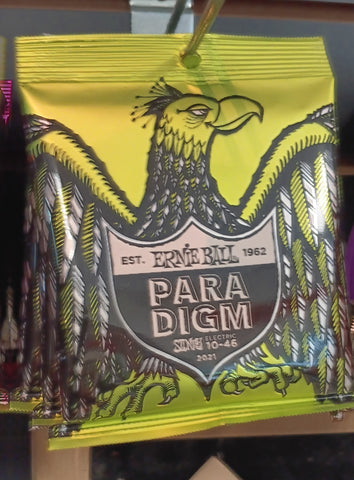 EST. ERNIE BALL 1962
PARA
DIGM
SLINKY ELECTRIC
10-46
2021